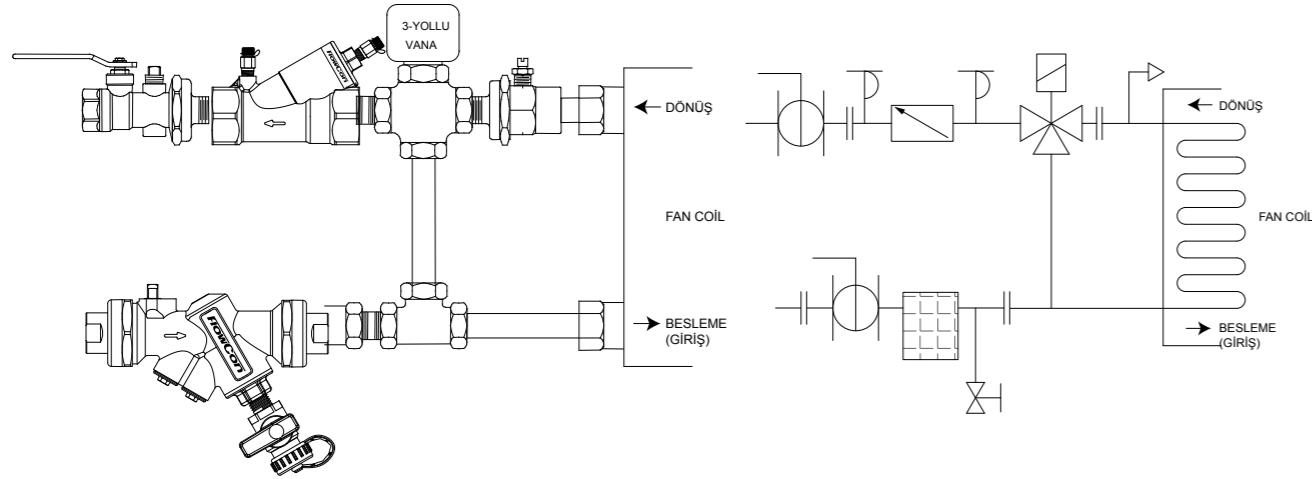 3-YOLLU
VANA
FlowCon
DÖNÜŞ
FAN COİL
FlowCon
BESLEME
(GİRİŞ)
DÖNÜŞ
FAN COİL
BESLEME
(GİRİŞ)